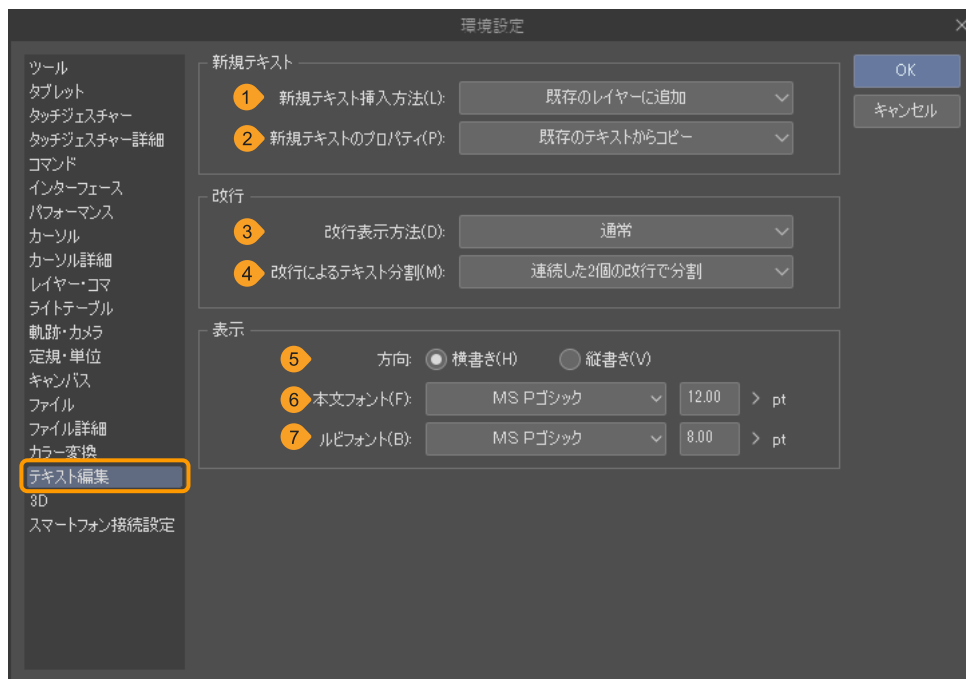 環境設定
ツール
タブレット
タッチジェスチャー
タッチジェスチャー詳細
コマンド
インターフェース
パフォーマンス
カーソル
カーソル詳細
レイヤー・コマ
ライトテーブル
軌跡・カメラ
定規・単位
キャンバス
ファイル
ファイル詳細
カラー変換
テキスト編集
3D
スマートフォン接続設定
新規テキスト
1 新規テキスト挿入方法(L): 既存のレイヤーに追加
2 新規テキストのプロパティ(P): 既存のテキストからコピー
改行
3 改行表示方法(D): 通常
4 改行によるテキスト分割(M): 連続した2個の改行で分割
表示
5 方向: 横書き(H) 縦書き(V)
6 本文フォント(F): MS Pゴシック 12.00 > pt
7 ルビフォント(B): MS Pゴシック 8.00 > pt
OK
キャンセル